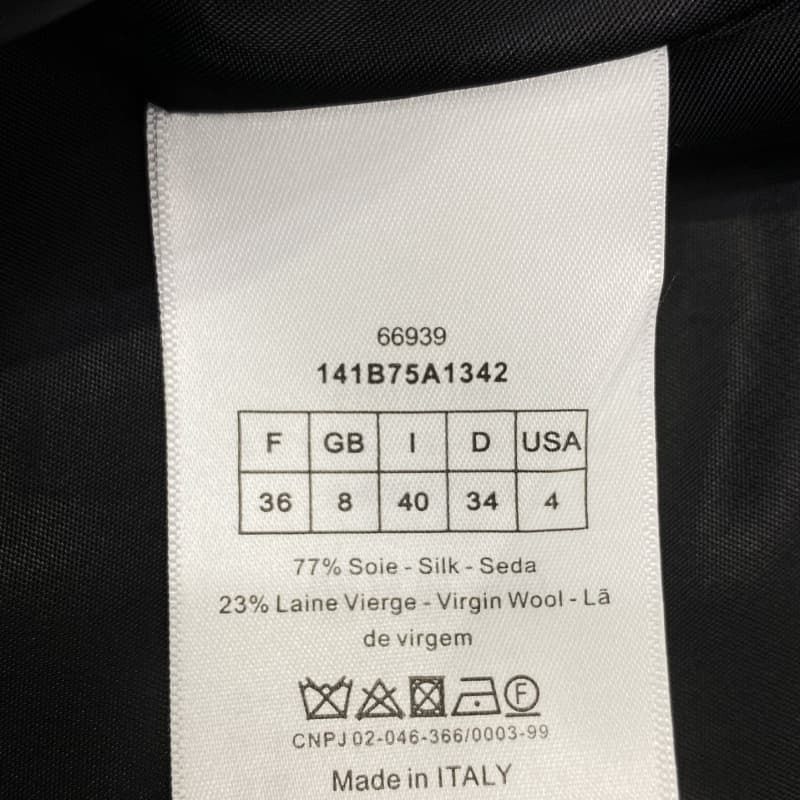 66939
141B75A1342
F GB I D USA
36 8 40 34 4
77% Soie - Silk - Seda
23% Laine Vierge - Virgin Wool - Lã
de virgem
F
CNPJ 02-046-366/0003-99
Made in ITALY